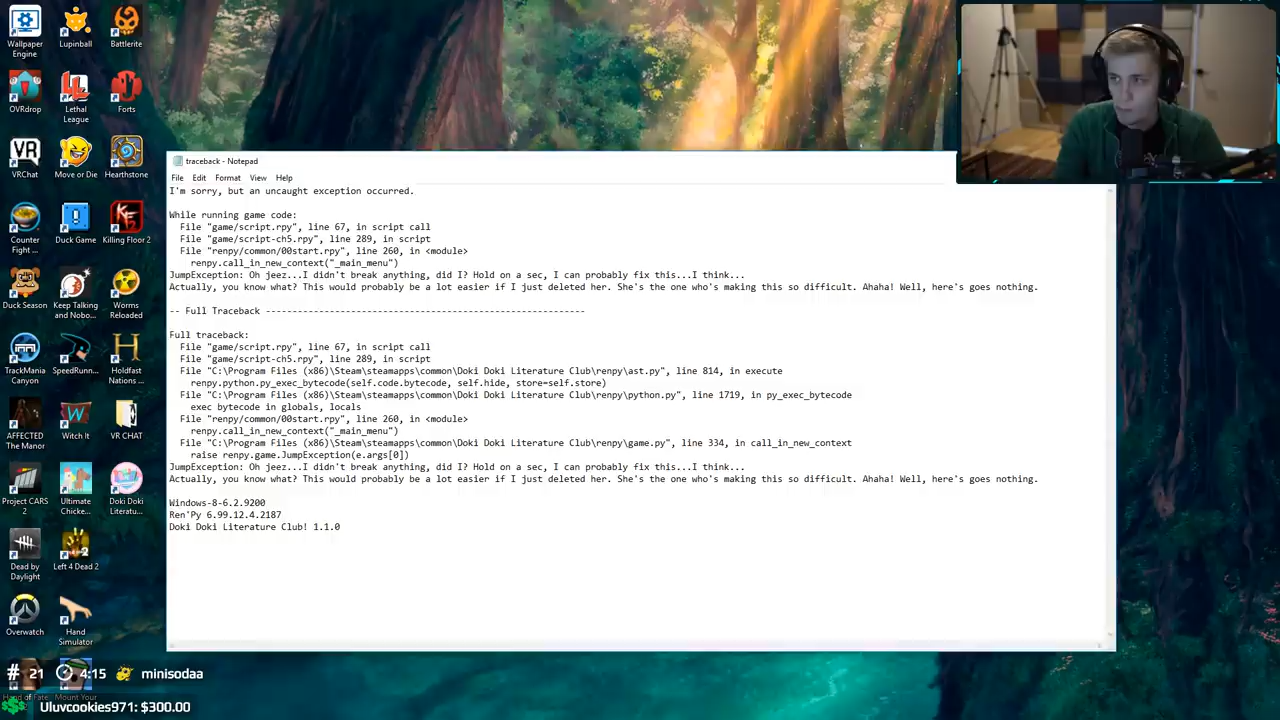 Wallpaper
Engine
Lupinball
Battlerite
OVRdrop
Lethal
League
Forts
VR
VRChat
Move or Die
Hearthstone
Counter
Fight ...
Duck Game
KF2
Killing Floor 2
Duck Season
Keep Talking
and Nobo...
Worms
Reloaded
TrackMania
Canyon
SpeedRunn...
H
Holdfast
Nations ...
AFFECTED
The Manor
Witch It
VR CHAT
Project CARS
2
Ultimate
Chicke...
Doki Doki
Literatu...
Dead by
Daylight
Left 4 Dead 2
Overwatch
Hand
Simulator
traceback - Notepad
File Edit Format View Help
I'm sorry, but an uncaught exception occurred.
While running game code:
File "game/script.rpy", line 67, in script call
File "game/script-ch5.rpy", line 289, in script
File "renpy/common/00start.rpy", line 260, in <module>
renpy.call_in_new_context("_main_menu")
JumpException: Oh jeez...I didn't break anything, did I? Hold on a sec, I can probably fix this...I think...
Actually, you know what? This would probably be a lot easier if I just deleted her. She's the one who's making this so difficult. Ahaha! Well, here's goes nothing.
-- Full Traceback ------------------------------------------------------------
Full traceback:
File "game/script.rpy", line 67, in script call
File "game/script-ch5.rpy", line 289, in script
File "C:\Program Files (x86)\Steam\steamapps\common\Doki Doki Literature Club\renpy\ast.py", line 814, in execute
renpy.python.py_exec_bytecode(self.code.bytecode, self.hide, store=self.store)
File "C:\Program Files (x86)\Steam\steamapps\common\Doki Doki Literature Club\renpy\python.py", line 1719, in py_exec_bytecode
exec bytecode in globals, locals
File "renpy/common/00start.rpy", line 260, in <module>
renpy.call_in_new_context("_main_menu")
File "C:\Program Files (x86)\Steam\steamapps\common\Doki Doki Literature Club\renpy\game.py", line 334, in call_in_new_context
raise renpy.game.JumpException(e.args[0])
JumpException: Oh jeez...I didn't break anything, did I? Hold on a sec, I can probably fix this...I think...
Actually, you know what? This would probably be a lot easier if I just deleted her. She's the one who's making this so difficult. Ahaha! Well, here's goes nothing.
Windows-8-6.2.9200
Ren'Py 6.99.12.4.2187
Doki Doki Literature Club! 1.1.0
# 21 4:15 minisodaa
Hand of Fate
Mount Your
Uluvcookies971: $300.00